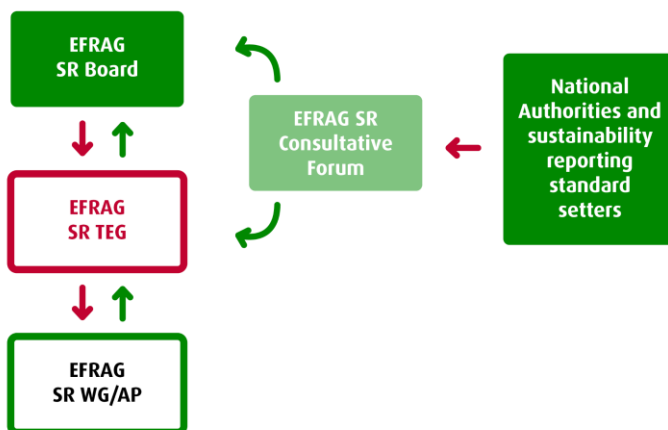 EFRAG
SR Board
EFRAG SR
Consultative
Forum
National
Authorities and
sustainability
reporting
standard
setters
EFRAG
SR TEG
EFRAG
SR WG/AP